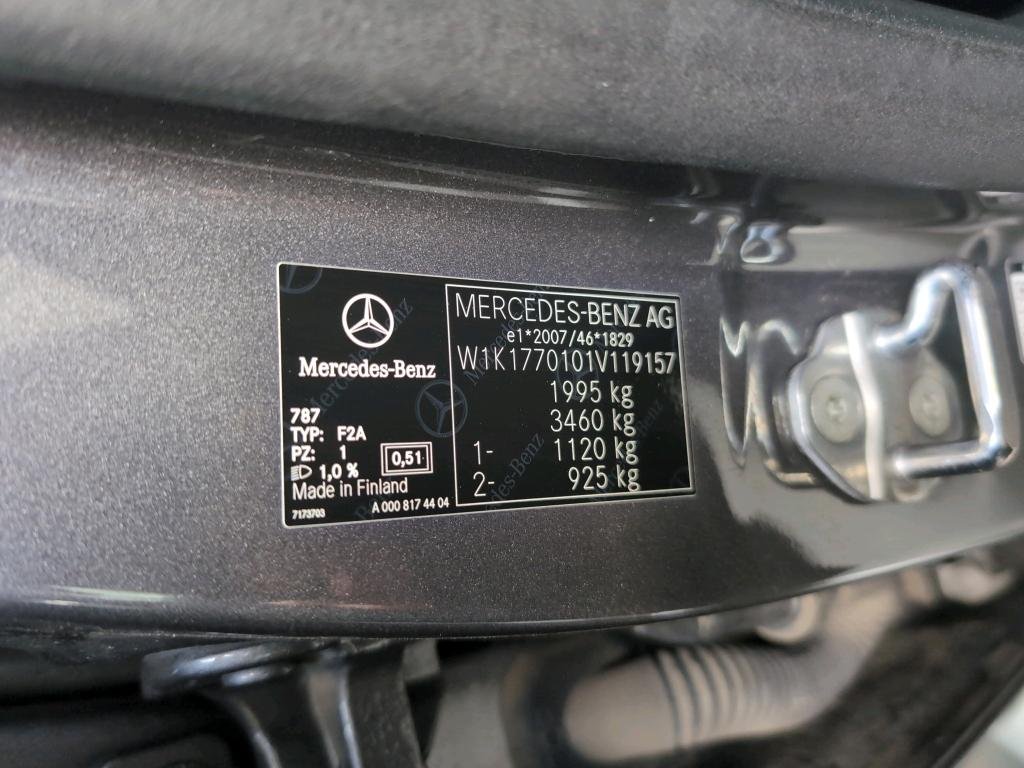 Mercedes-Benz
787
TYP: F2A
PZ: 1
1,0 %
0,51
Made in Finland
7173703
A 000 817 44 04
MERCEDES-BENZ AG
e1*2007/46*1829
W1K1770101V119157
1995 kg
3460 kg
1- 1120 kg
2- 925 kg